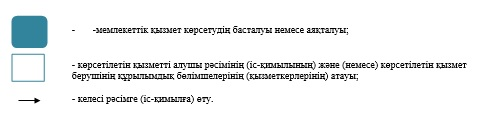 - -мемлекеттік қызмет көрсетудің басталуы немесе аяқталуы;
- көрсетілетін қызметті алушы рәсімінің (іс-қимылының) және (немесе) көрсетілетін қызмет
берушінің құрылымдық бөлімшелерінің (қызметкерлерінің) атауы;
- келесі рәсімге (іс-қимылға) өту.